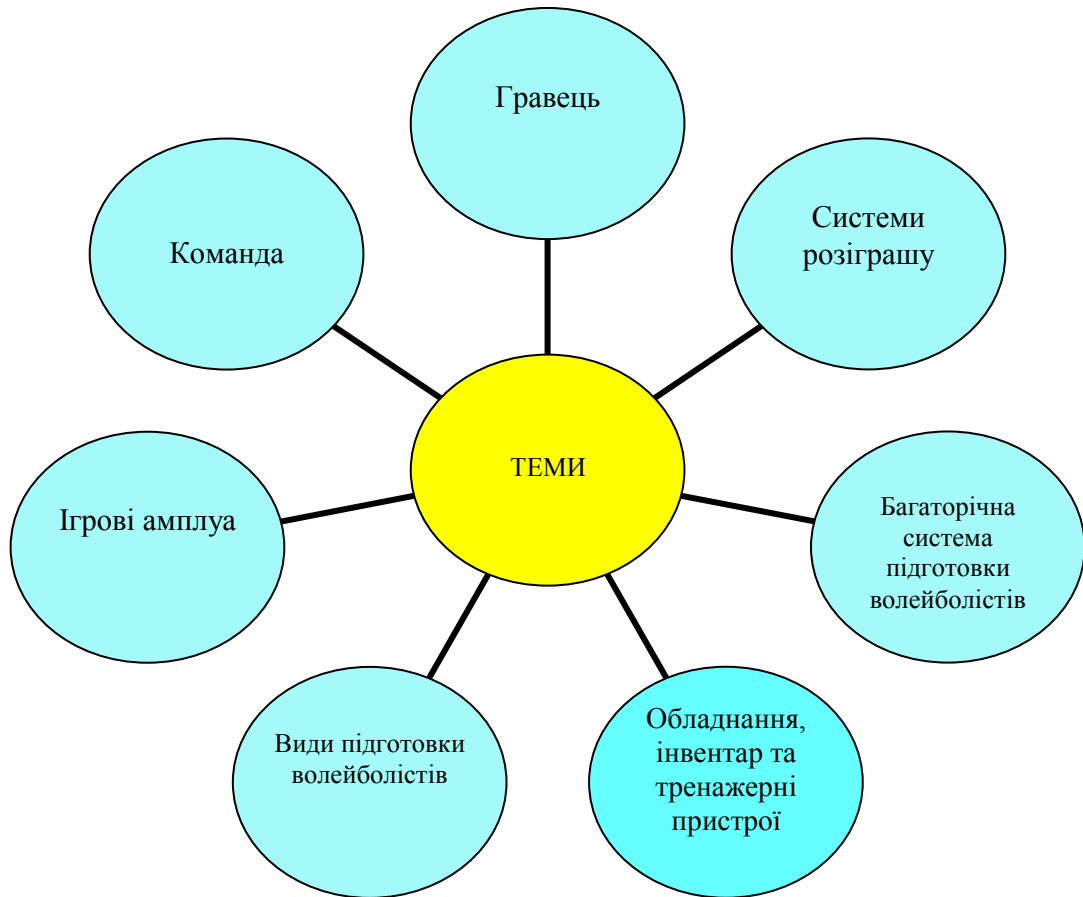 Гравець
Системи
розіграшу
Команда
ТЕМИ
Ігрові амплуа
Багаторічна
система
підготовки
волейболістів
Види підготовки
волейболістів
Обладнання,
інвентар та
тренажерні
пристрої